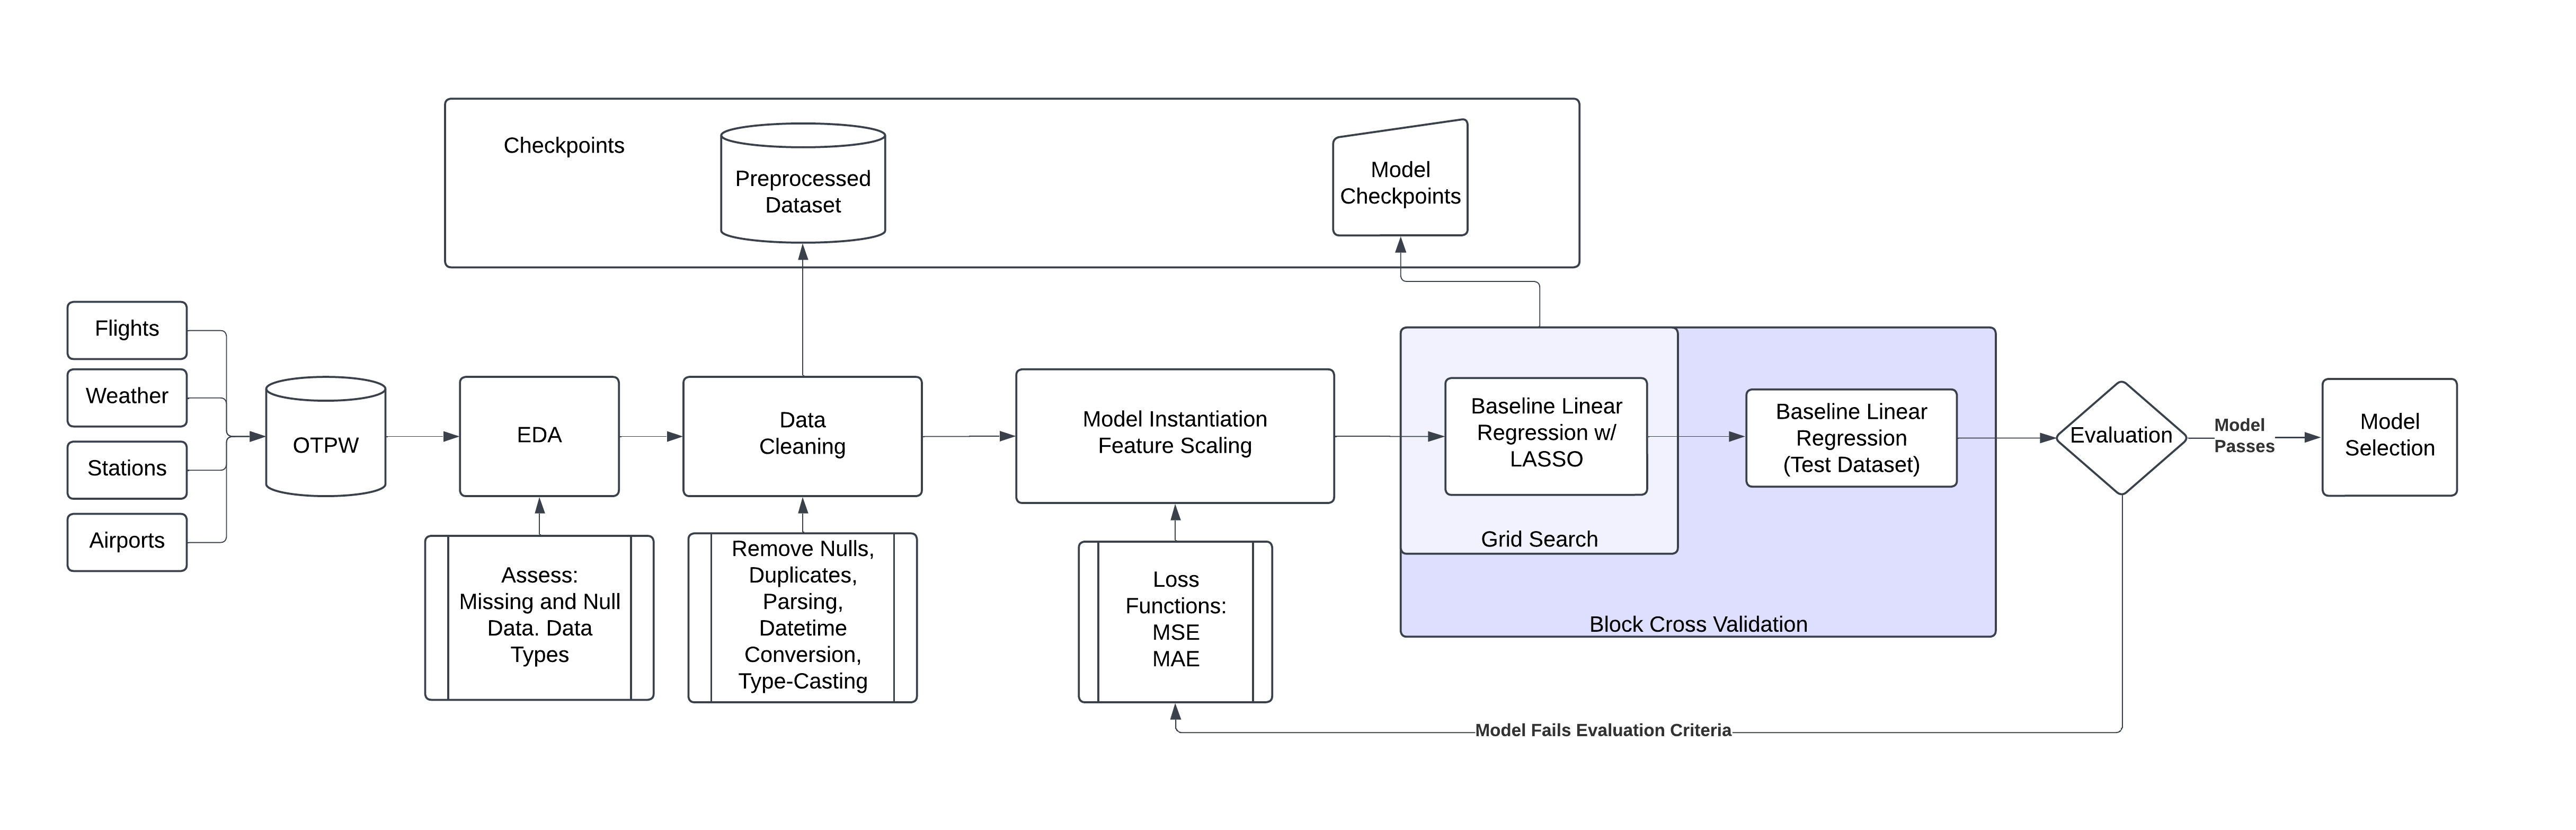 Checkpoints
Preprocessed
Dataset
Model
Checkpoints
Flights
Weather
Stations
Airports
OTPW
EDA
Data
Cleaning
Model Instantiation
Feature Scaling
Baseline Linear
Regression w/
LASSO
Grid Search
Baseline Linear
Regression
(Test Dataset)
Block Cross Validation
Evaluation
Model
Passes
Model
Selection
Assess:
Missing and Null
Data. Data
Types
Remove Nulls,
Duplicates,
Parsing,
Datetime
Conversion,
Type-Casting
Loss
Functions:
MSE
MAE
Model Fails Evaluation Criteria